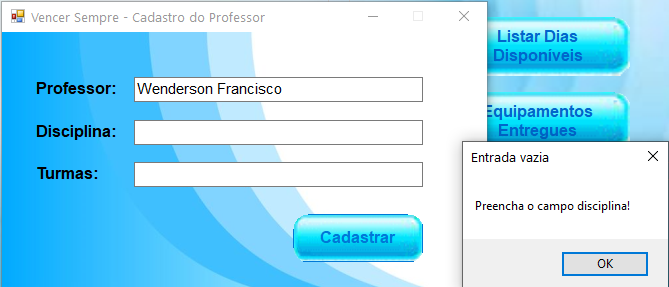 Vencer Sempre - Cadastro do Professor
Professor:
Wenderson Francisco
Disciplina:
Turmas:
Cadastrar
Listar Dias
Disponiveis
Equipamentos
Entregues
Entrada vazia
Preencha o campo disciplina!
OK